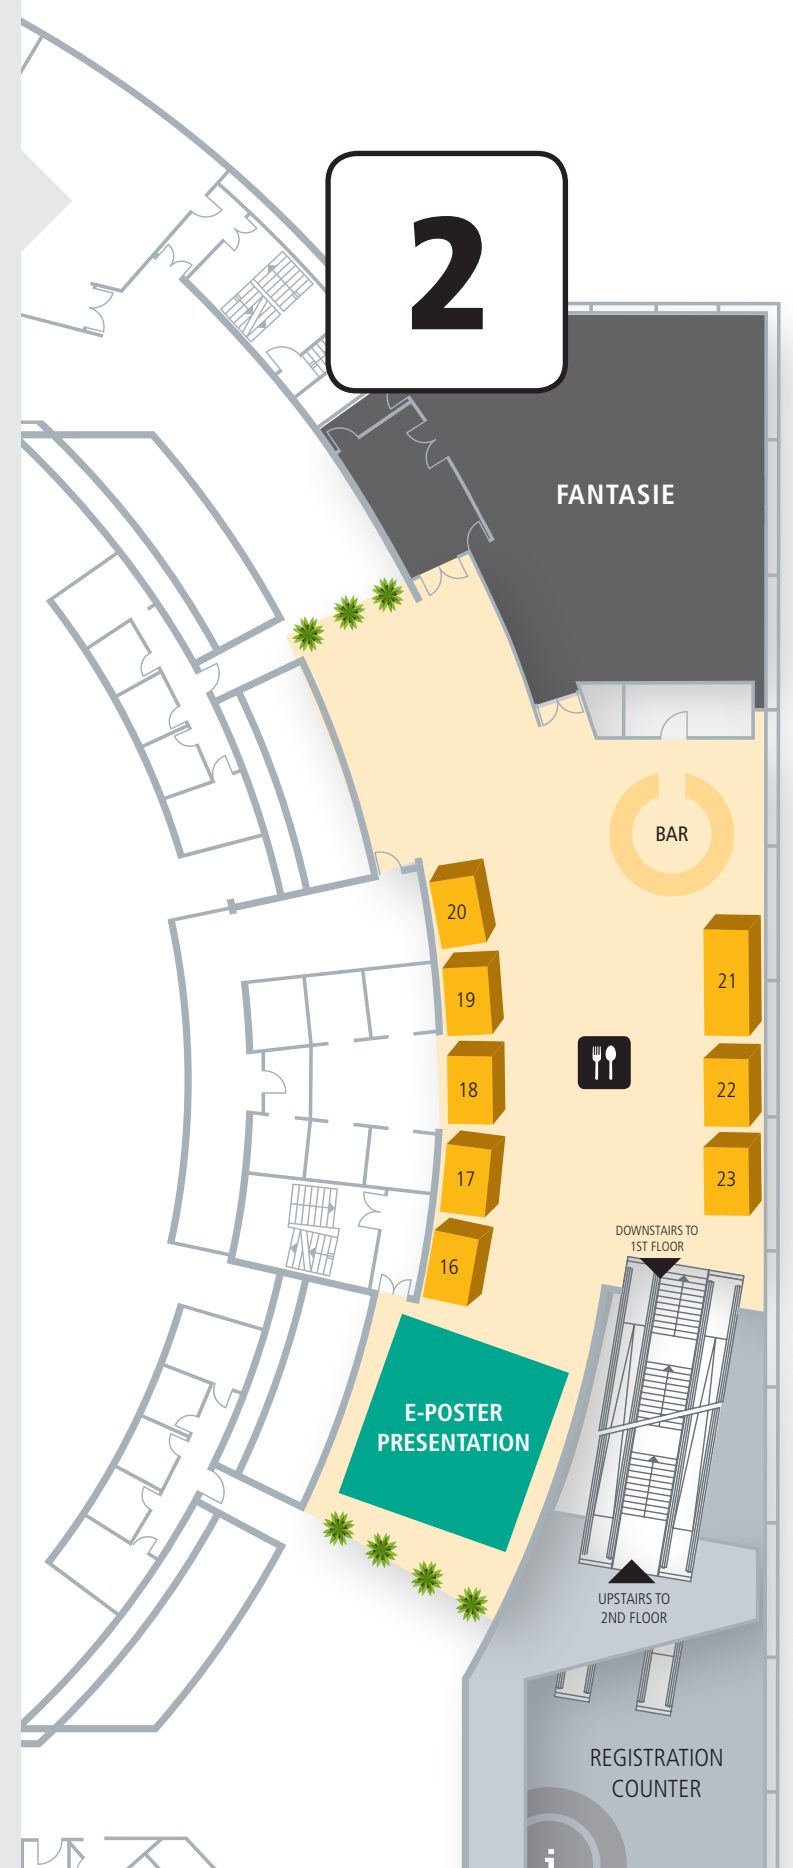 2
FANTASIE
BAR
20
21
19
18
22
17
23
DOWNSTAIRS TO
1ST FLOOR
16
E-POSTER
PRESENTATION
UPSTAIRS TO
2ND FLOOR
REGISTRATION
COUNTER
i